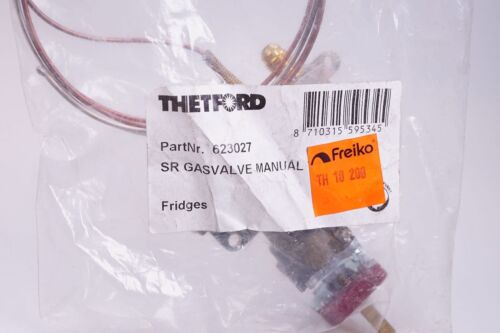 THETFORD
8 710315 595345
PartNr. 623027
SR GASVALVE MANUAL
Freiko
TH 10 200
Fridges